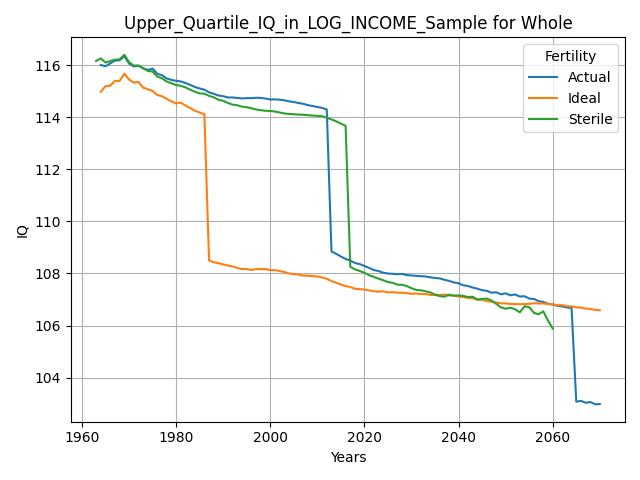 Upper_Quartile_IQ_in_LOG_INCOME_Sample for Whole
Fertility
Actual
Ideal
Sterile
116
114
112
110
108
106
104
IQ
1960
1980
2000
2020
2040
2060
Years